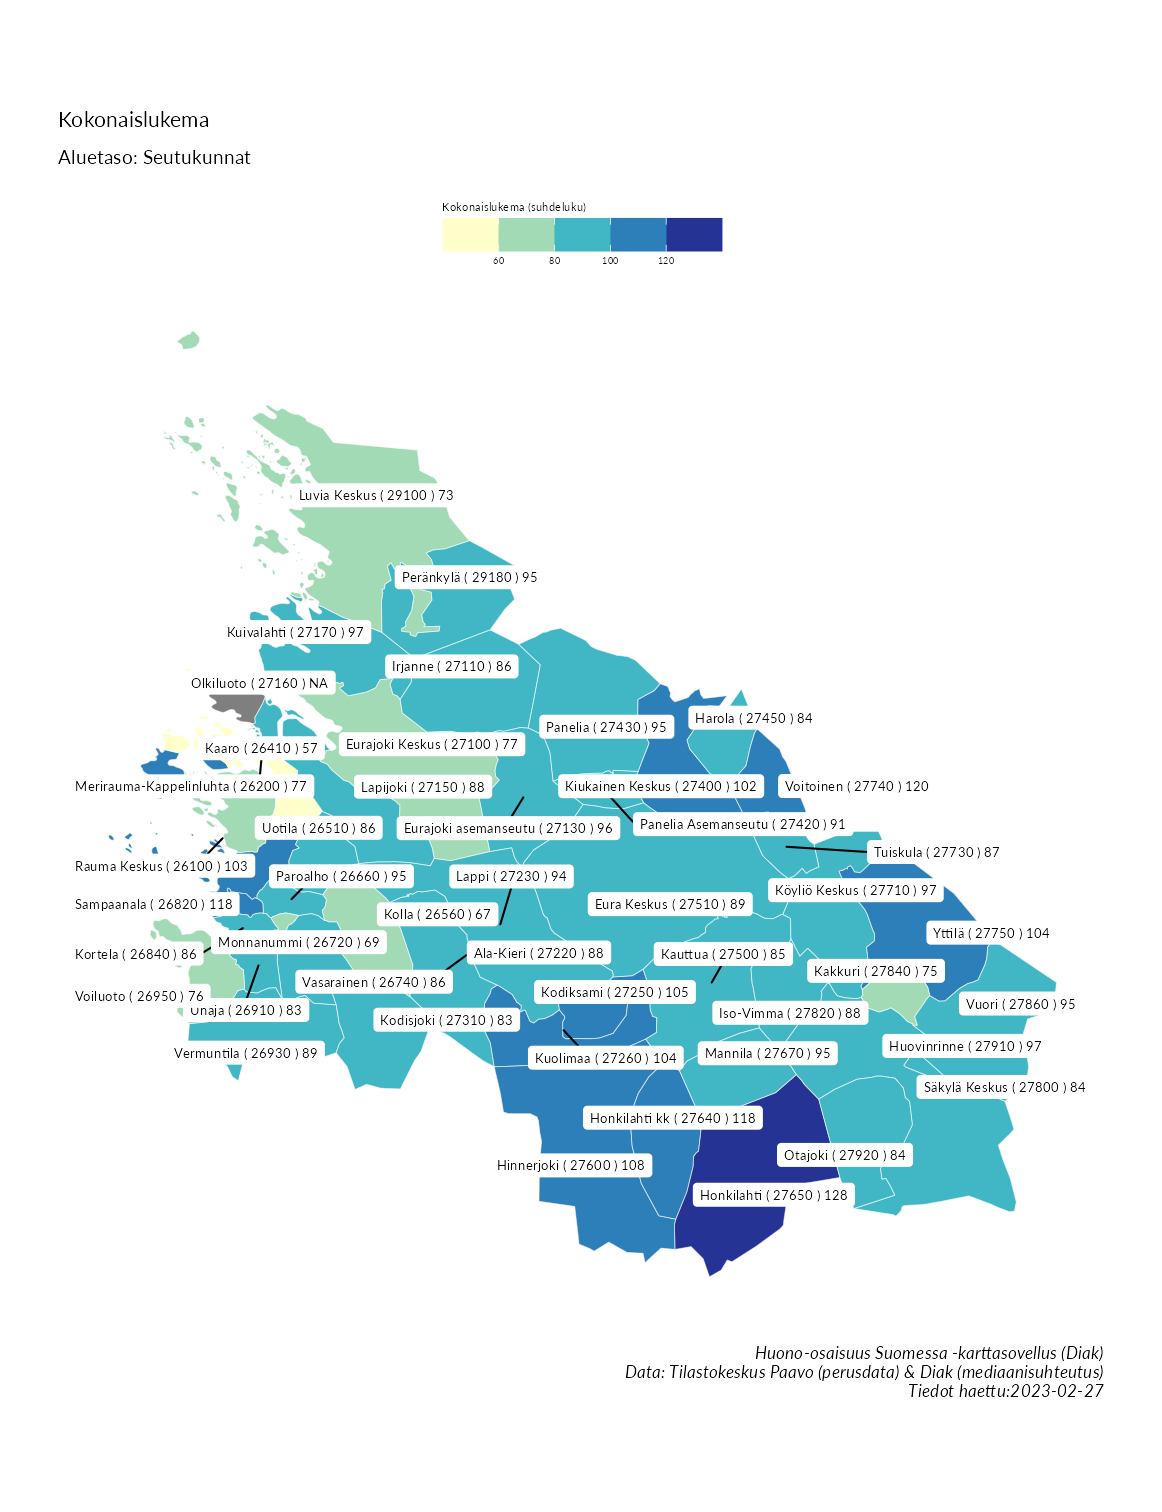 Kokonaislukema
Aluetaso: Seutukunnat
Kokonaislukema (suhdeluku)
60 80 100 120
Luvia Keskus ( 29100 ) 73
Peränkylä ( 29180 ) 95
Kuivalahti ( 27170 ) 97
Irjanne ( 27110 ) 86
Olkiluoto ( 27160 ) NA
Harola ( 27450 ) 84
Panelia ( 27430 ) 95
Eurajoki Keskus ( 27100 ) 77
Kaaro ( 26410 ) 57
Merirauma-Kappelinluhta ( 26200 ) 77
Lapijoki ( 27150 ) 88
Kiukainen Keskus ( 27400 ) 102
Voitoinen ( 27740 ) 120
Uotila ( 26510 ) 86
Eurajoki asemanseutu ( 27130 ) 96
Panelia Asemanseutu ( 27420 ) 91
Tuiskula ( 27730 ) 87
Rauma Keskus ( 26100 ) 103
Paroalho ( 26660 ) 95
Lappi ( 27230 ) 94
Köyliö Keskus ( 27710 ) 97
Sampaanala ( 26820 ) 118
Kolla ( 26560 ) 67
Eura Keskus ( 27510 ) 89
Yttilä ( 27750 ) 104
Monnanummi ( 26720 ) 69
Kortela ( 26840 ) 86
Ala-Kieri ( 27220 ) 88
Kauttua ( 27500 ) 85
Kakkuri ( 27840 ) 75
Vasarainen ( 26740 ) 86
Kodiksami ( 27250 ) 105
Voiluoto ( 26950 ) 76
Unaja ( 26910 ) 83
Vuori ( 27860 ) 95
Iso-Vimma ( 27820 ) 88
Kodisjoki ( 27310 ) 83
Huovinrinne ( 27910 ) 97
Vermuntila ( 26930 ) 89
Kuolimaa ( 27260 ) 104
Mannila ( 27670 ) 95
Säkylä Keskus ( 27800 ) 84
Honkilahti kk ( 27640 ) 118
Otajoki ( 27920 ) 84
Hinnerjoki ( 27600 ) 108
Honkilahti ( 27650 ) 128
Huono-osaisuus Suomessa -karttasovellus (Diak)
Data: Tilastokeskus Paavo (perusdata) & Diak (mediaanisuhteutus)
Tiedot haettu:2023-02-27